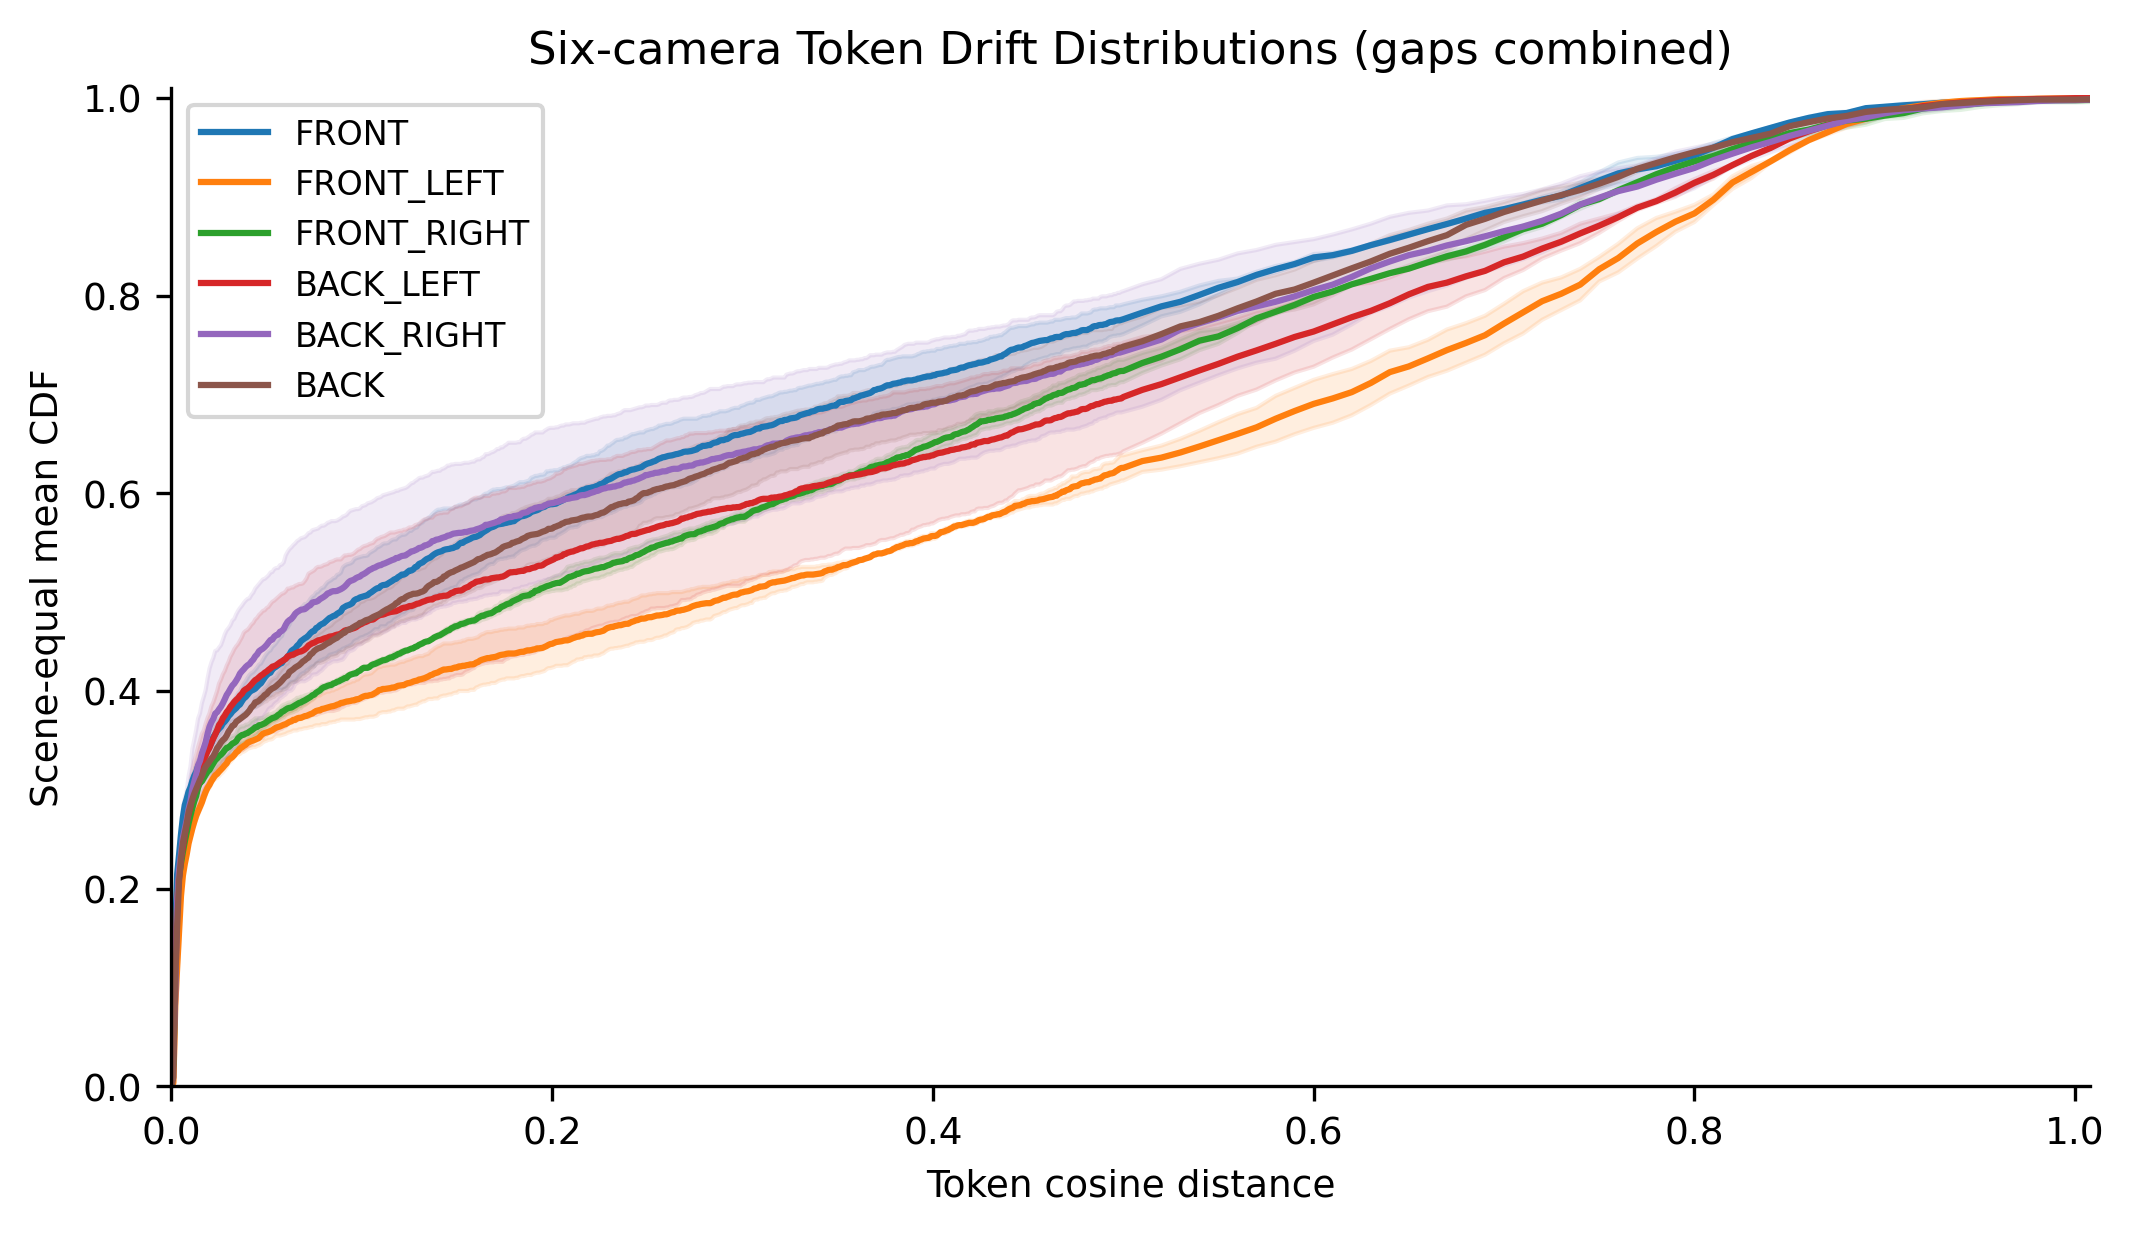 Six-camera Token Drift Distributions (gaps combined)
FRONT
FRONT_LEFT
FRONT_RIGHT
BACK_LEFT
BACK_RIGHT
BACK
Scene-equal mean CDF
1.0
0.8
0.6
0.4
0.2
0.0
0.0 0.2 0.4 0.6 0.8 1.0
Token cosine distance